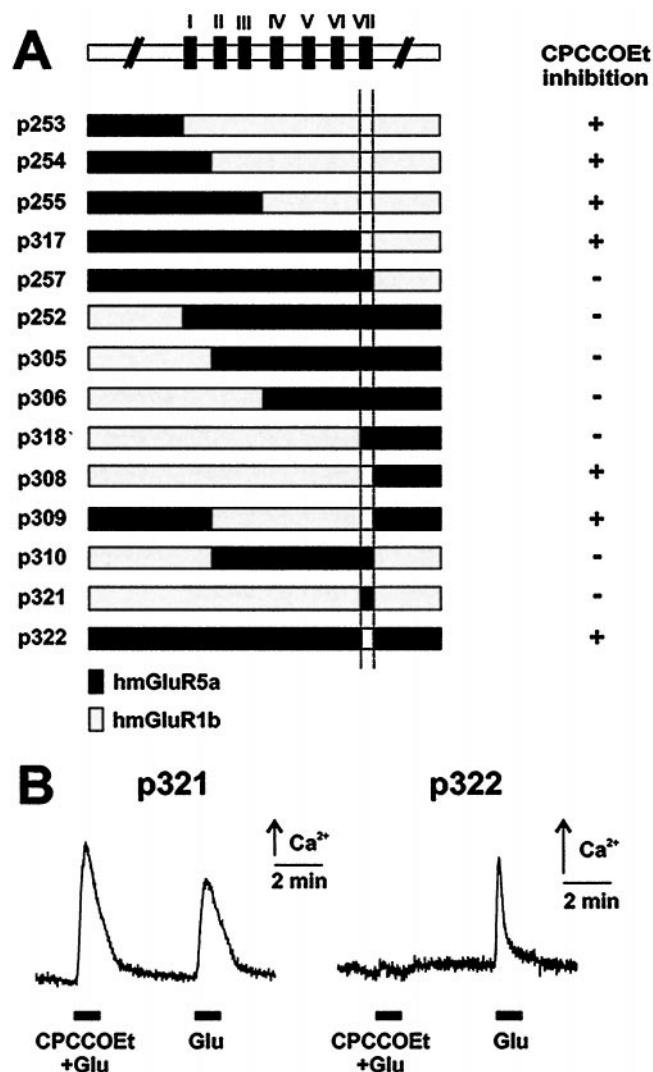 A
I II III IV V VI VII
CPCCOEt
inhibition
p253 +
p254 +
p255 +
p317 +
p257 -
p252 -
p305 -
p306 -
p318` -
p308 +
p309 +
p310 -
p321 -
p322 +
hmGluR5a
hmGluR1b
B
p321
p322
Ca²⁺
2 min
Ca²⁺
2 min
CPCCOEt
+Glu
Glu
CPCCOEt
+Glu
Glu